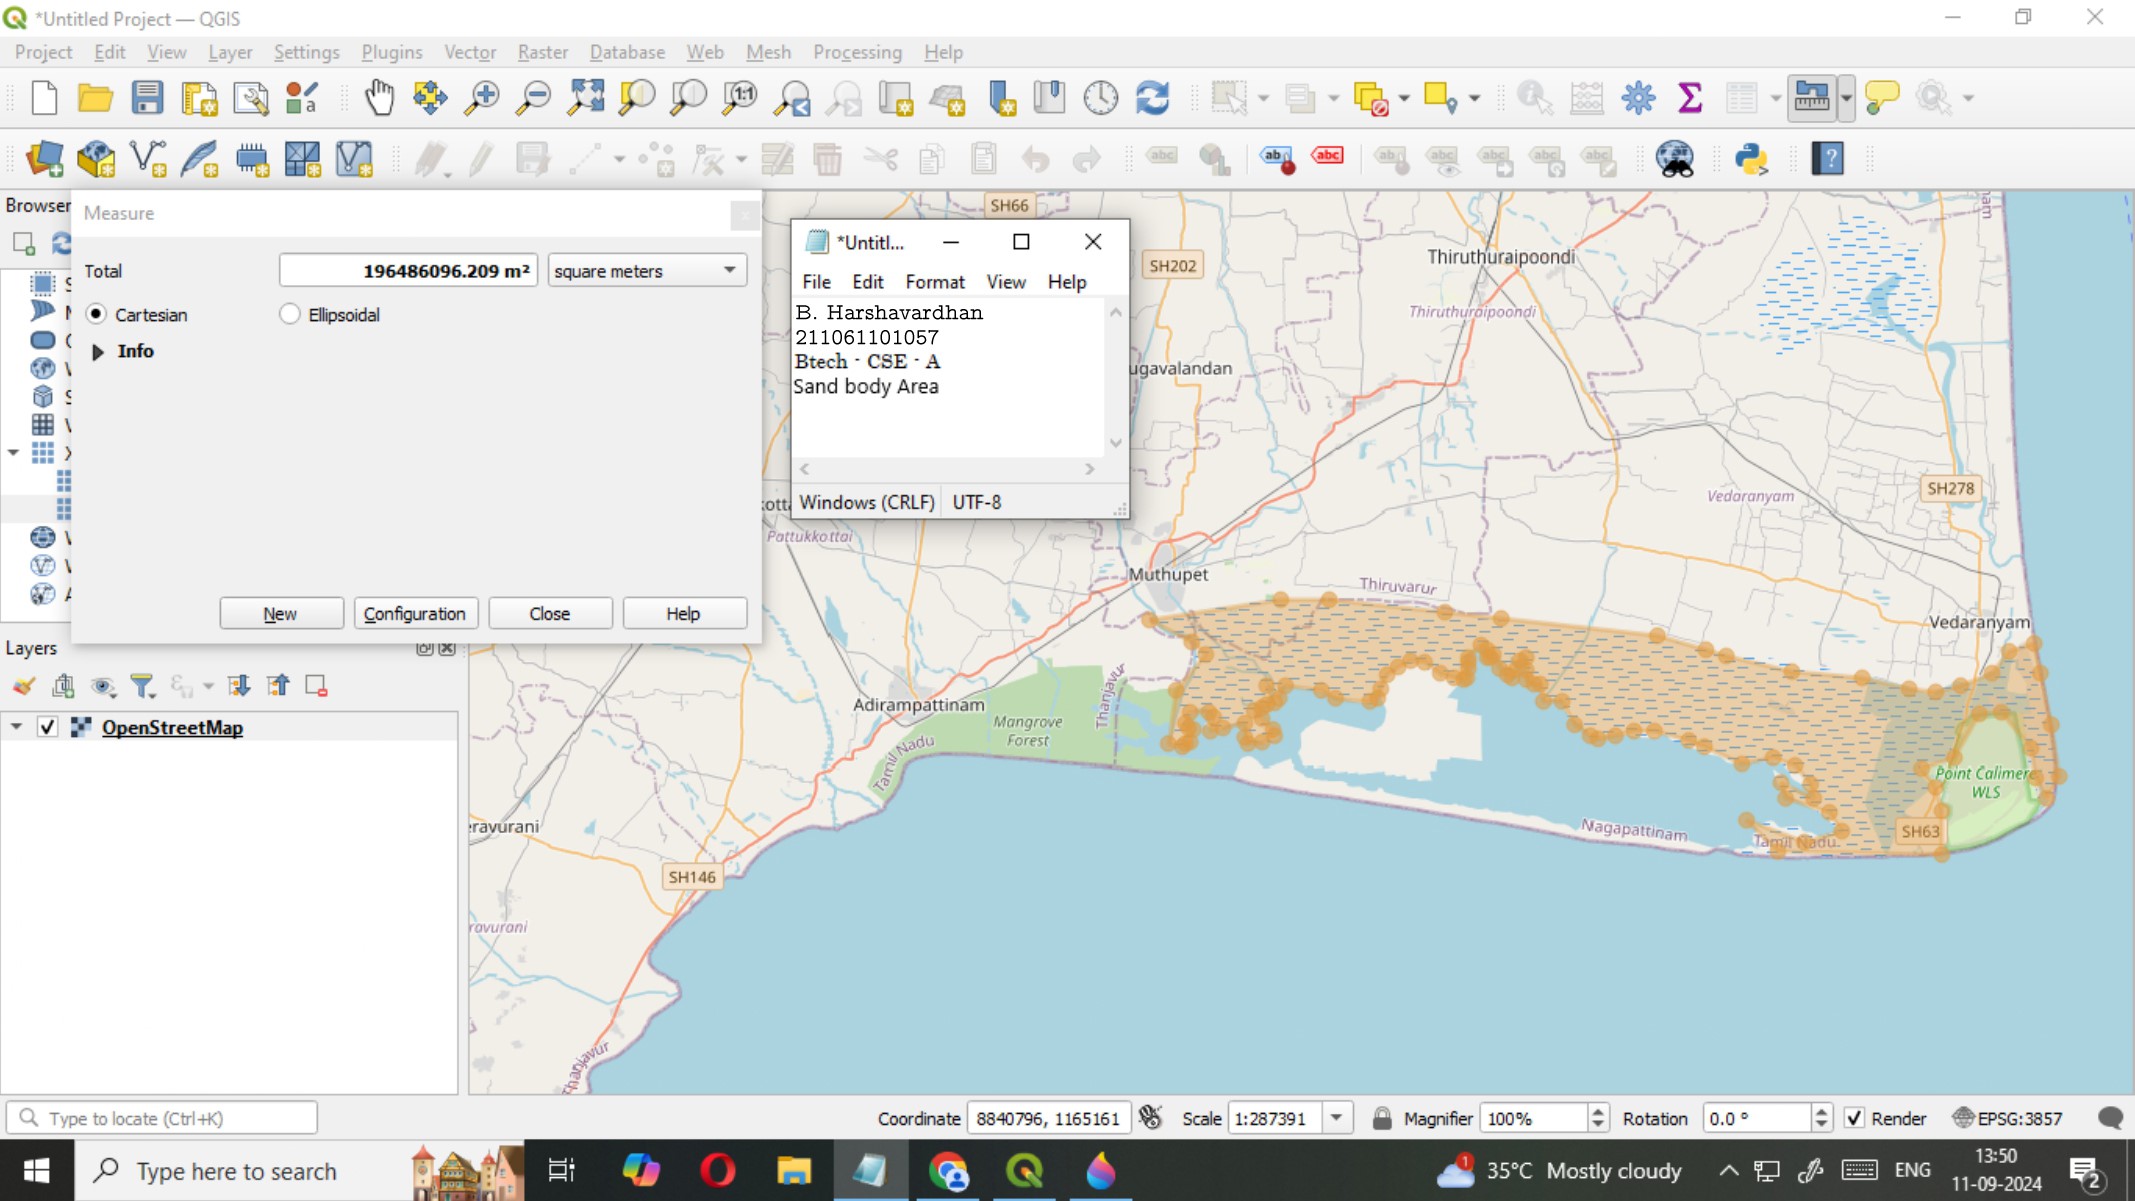 *Untitled Project — QGIS
Project Edit View Layer Settings Plugins Vector Raster Database Web Mesh Processing Help
Browser
Measure
Total 196486096.209 m² square meters
Cartesian Ellipsoidal
Info
New Configuration Close Help
*Untitl...
File Edit Format View Help
B. Harshavardhan
211061101057
Btech - CSE - A
Sand body Area
Windows (CRLF) UTF-8
SH66
SH202
Thiruthuraipoondi
Thiruthuraipoondi
ugavalandan
SH278
Vedaranyam
Pattukkottai
Muthupet
Thiruvarur
Vedaranyam
Adirampattinam
Mangrove
Forest
Thanjavur
Tamil Nadu
Point Calimere
WLS
SH63
Nagapattinam
Tamil Nadu
eravurani
SH146
ravurani
Thanjavur
Layers
OpenStreetMap
Type to locate (Ctrl+K)
Coordinate 8840796, 1165161 Scale 1:287391 Magnifier 100% Rotation 0.0 ° Render EPSG:3857
Type here to search
35°C Mostly cloudy
ENG
13:50
11-09-2024
2